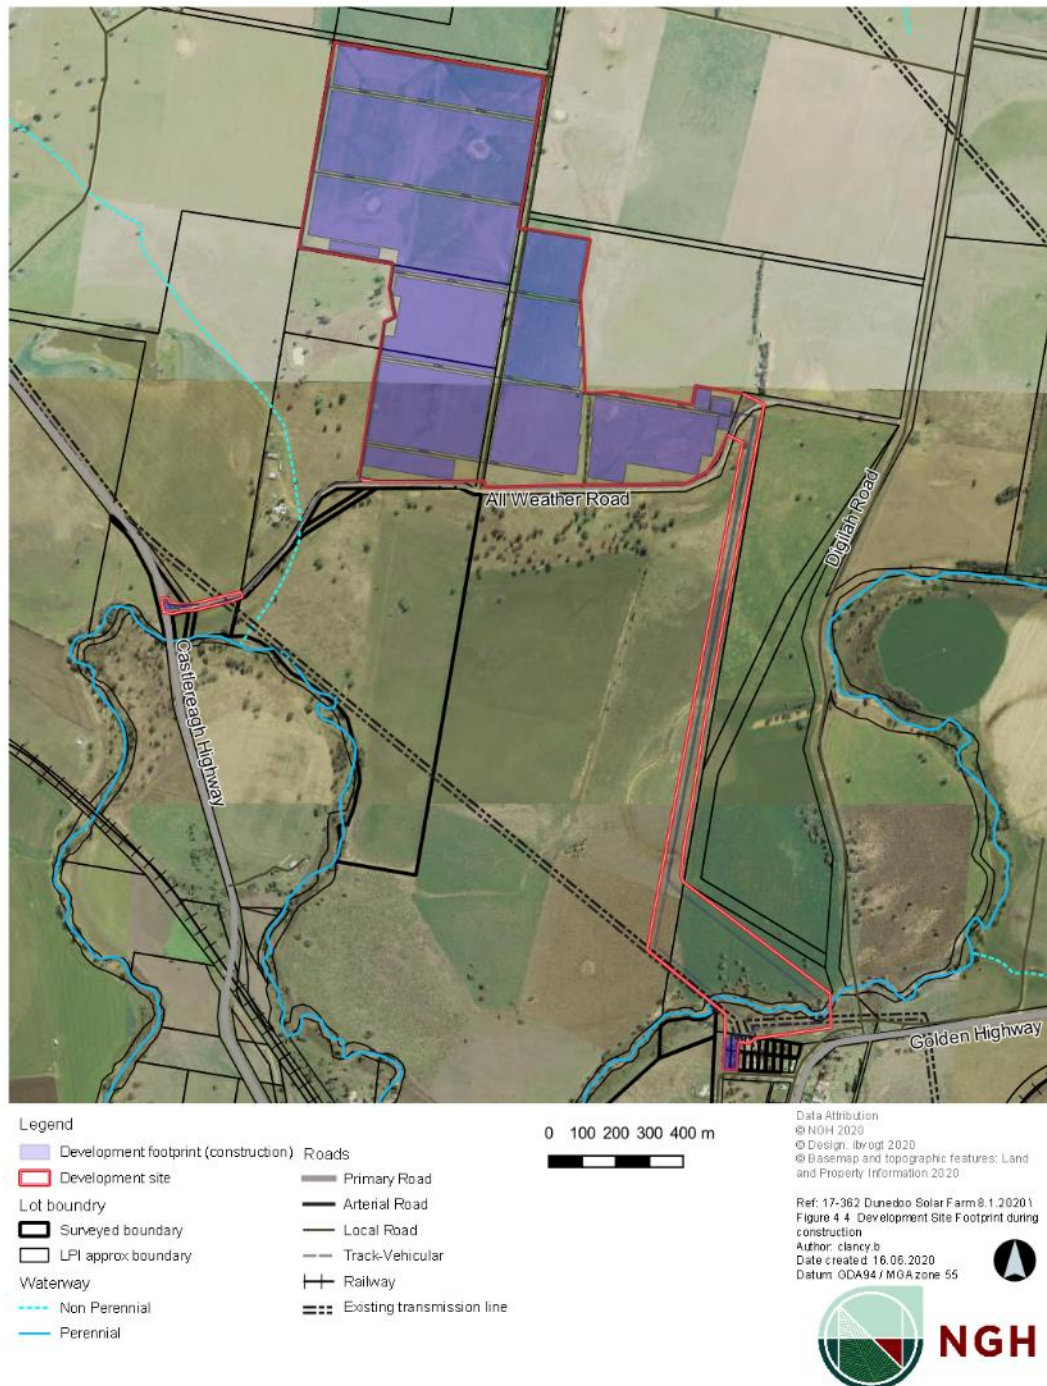 All Weather Road
Digilah Road
Castlereagh Highway
Golden Highway
Legend
Development footprint (construction)
Development site
Lot boundry
Surveyed boundary
LPI approx boundary
Waterway
Non Perennial
Perennial
Roads
Primary Road
Arterial Road
Local Road
Track-Vehicular
Railway
Existing transmission line
0 100 200 300 400 m
Data Attribution
© NGH 2020
© Design: Ibvogt 2020
© Basemap and topographic features: Land
and Property Information 2020
Ref: 17-362 Dunedoo Solar Farm 8.1.2020 \
Figure 4 4 Development Site Footprint during
construction
Author: clancy.b
Date created: 16.06.2020
Datum: GDA94 / MGA zone 55
NGH